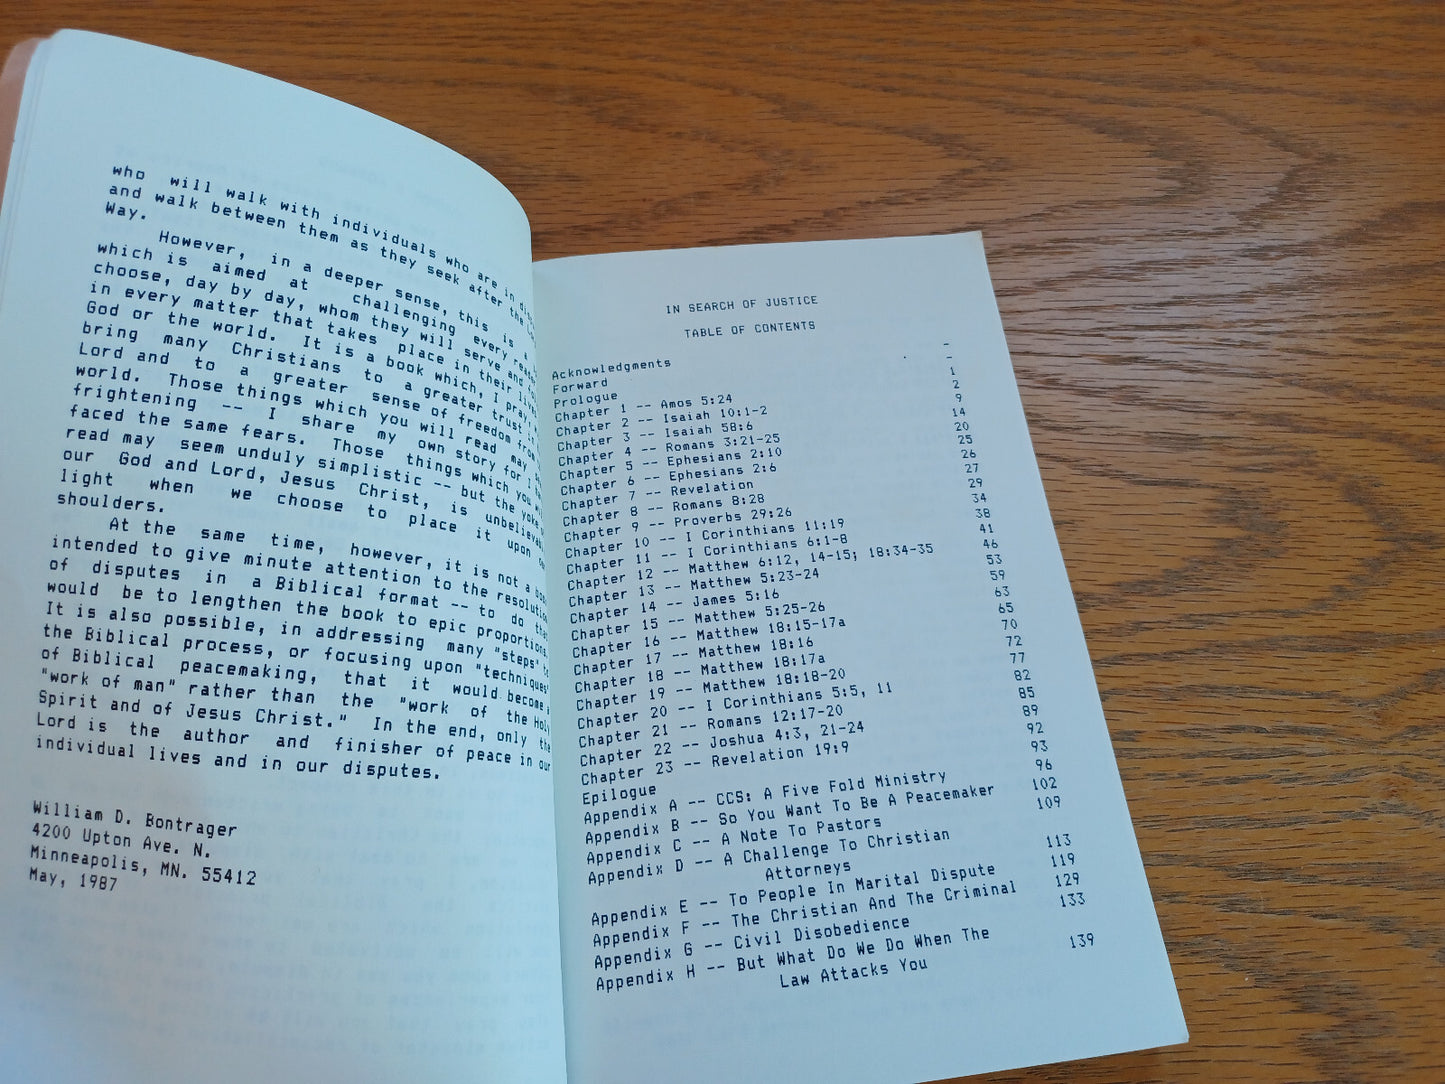 who will walk with individuals who are in
and walk between them as they seek after the
Way.
However, in a deeper sense, this is a
which is aimed at challenging every reader
choose, day by day, whom they will serve and
in every matter that takes place in their lives
God or the world. It is a book which, I pray,
bring many Christians to a greater trust
Lord and to a greater sense of freedom from
world. Those things which you will read may
frightening -- I share my own story for I
faced the same fears. Those things which you
read may seem unduly simplistic -- but the yoke
our God and Lord, Jesus Christ, is
light when we choose to place it upon
shoulders.
At the same time, however, it is not a
intended to give minute attention to the resolution
of disputes in a Biblical format -- to do
would be to lengthen the book to epic proportions.
It is also possible, in addressing many "steps"
the Biblical process, or focusing upon "techniques"
of Biblical peacemaking, that it would become a
"work of man" rather than the "work of the Holy
Spirit and of Jesus Christ." In the end, only the
Lord is the author and finisher of peace in our
individual lives and in our disputes.
William D. Bontrager
4200 Upton Ave. N.
Minneapolis, MN. 55412
May, 1987
IN SEARCH OF JUSTICE
TABLE OF CONTENTS
Acknowledgments -
Forward -
Prologue 1
Chapter 1 -- Amos 5:24 2
Chapter 2 -- Isaiah 10:1-2 9
Chapter 3 -- Isaiah 58:6 14
Chapter 4 -- Romans 3:21-25 20
Chapter 5 -- Ephesians 2:10 25
Chapter 6 -- Ephesians 2:6 26
Chapter 7 -- Revelation 27
Chapter 8 -- Romans 8:28 29
Chapter 9 -- Proverbs 29:26 34
Chapter 10 -- I Corinthians 11:19 38
Chapter 11 -- I Corinthians 6:1-8 41
Chapter 12 -- Matthew 6:12, 14-15; 18:34-35 46
Chapter 13 -- Matthew 5:23-24 53
Chapter 14 -- James 5:16 59
Chapter 15 -- Matthew 5:25-26 63
Chapter 16 -- Matthew 18:15-17a 65
Chapter 17 -- Matthew 18:16 70
Chapter 18 -- Matthew 18:17a 72
Chapter 19 -- Matthew 18:18-20 77
Chapter 20 -- I Corinthians 5:5, 11 82
Chapter 21 -- Romans 12:17-20 85
Chapter 22 -- Joshua 4:3, 21-24 89
Chapter 23 -- Revelation 19:9 92
Epilogue 93
Appendix A -- CCS: A Five Fold Ministry 96
Appendix B -- So You Want To Be A Peacemaker 102
Appendix C -- A Note To Pastors 109
Appendix D -- A Challenge To Christian
Attorneys 113
Appendix E -- To People In Marital Dispute 119
Appendix F -- The Christian And The Criminal 129
Appendix G -- Civil Disobedience 133
Appendix H -- But What Do We Do When The
Law Attacks You 139